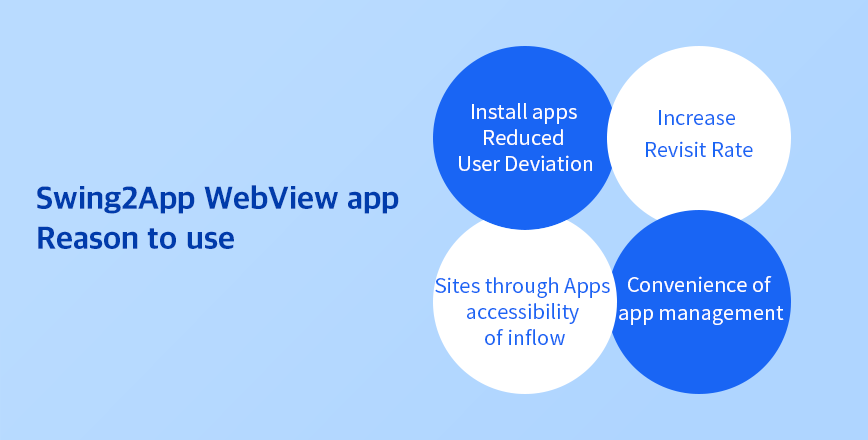 Swing2App WebView app
Reason to use
Install apps
Reduced
User Deviation
Increase
Revisit Rate
Sites through Apps
accessibility
of inflow
Convenience of
app management